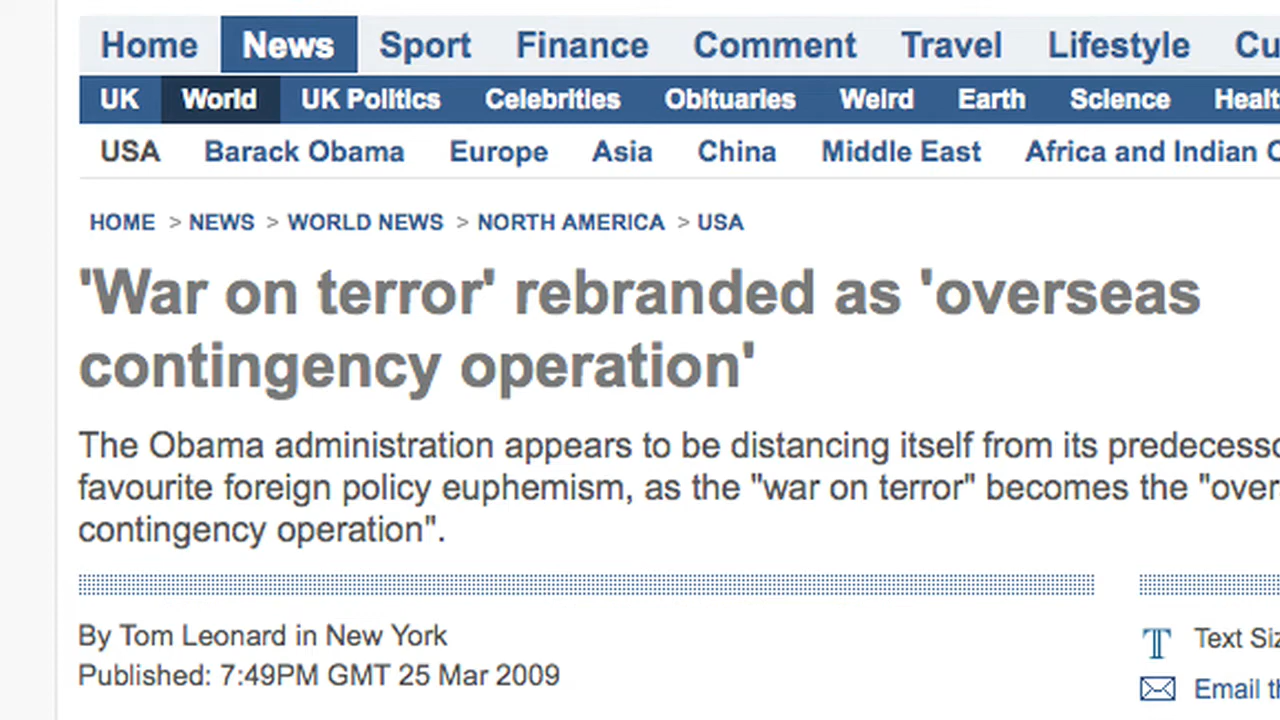 Home News Sport Finance Comment Travel Lifestyle
UK World UK Politics Celebrities Obituaries Weird Earth Science
USA Barack Obama Europe Asia China Middle East Africa and Indian
HOME > NEWS > WORLD NEWS > NORTH AMERICA > USA
'War on terror' rebranded as 'overseas
contingency operation'
The Obama administration appears to be distancing itself from its
favourite foreign policy euphemism, as the "war on terror" becomes the
contingency operation".
By Tom Leonard in New York
Published: 7:49PM GMT 25 Mar 2009
Text
Email